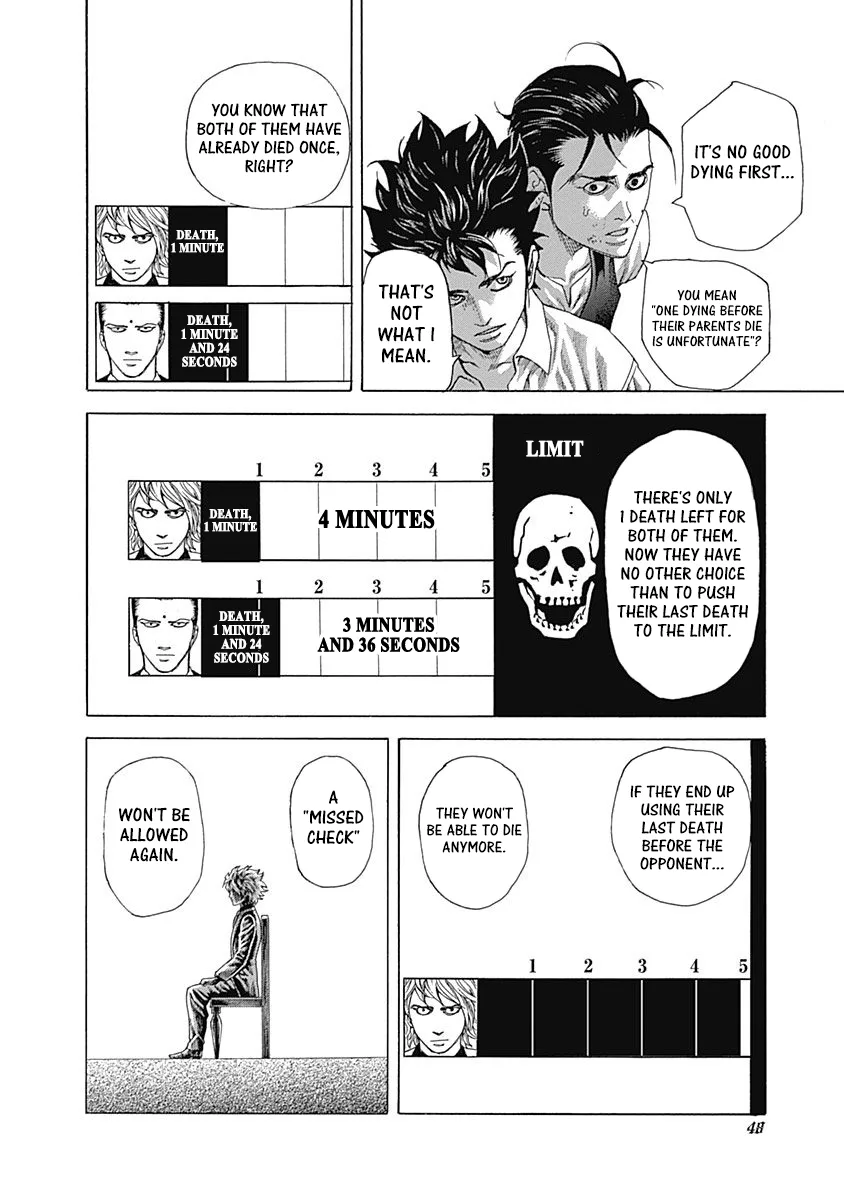 IT'S NO GOOD
DYING FIRST...
YOU MEAN
"ONE DYING BEFORE
THEIR PARENTS DIE
IS UNFORTUNATE"?
THAT'S
NOT
WHAT I
MEAN.
YOU KNOW THAT
BOTH OF THEM HAVE
ALREADY DIED ONCE,
RIGHT?
DEATH,
1 MINUTE
DEATH,
1 MINUTE
AND 24
SECONDS
LIMIT
THERE'S ONLY
1 DEATH LEFT FOR
BOTH OF THEM.
NOW THEY HAVE
NO OTHER CHOICE
THAN TO PUSH
THEIR LAST DEATH
TO THE LIMIT.
1 2 3 4 5
DEATH,
1 MINUTE
4 MINUTES
1 2 3 4 5
DEATH,
1 MINUTE
AND 24
SECONDS
3 MINUTES
AND 36 SECONDS
IF THEY END UP
USING THEIR
LAST DEATH
BEFORE THE
OPPONENT...
THEY WON'T
BE ABLE TO DIE
ANYMORE.
1 2 3 4 5
A
"MISSED
CHECK"
WON'T BE
ALLOWED
AGAIN.